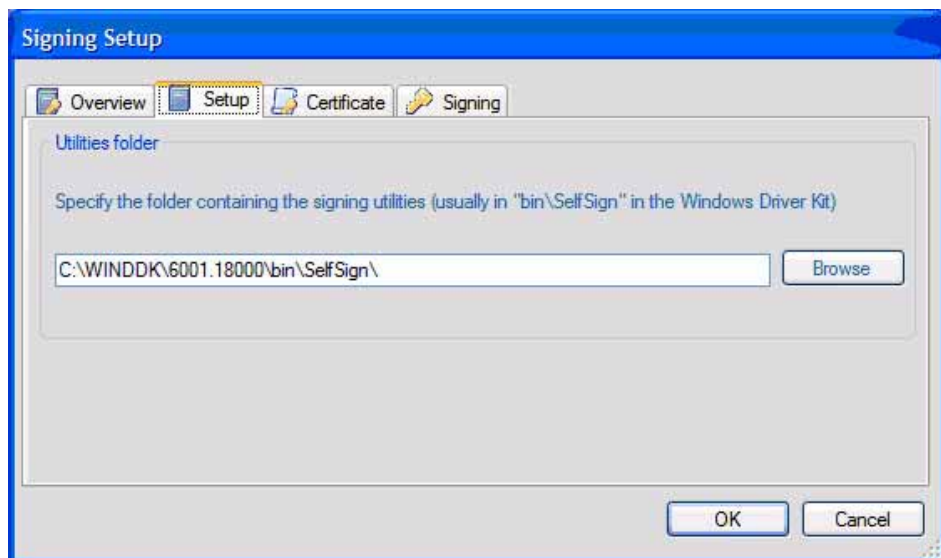 Signing Setup
Overview Setup Certificate Signing
Utilities folder
Specify the folder containing the signing utilities (usually in "bin\SelfSign" in the Windows Driver Kit)
C:\WINDDK\6001.18000\bin\SelfSign\ Browse
OK Cancel